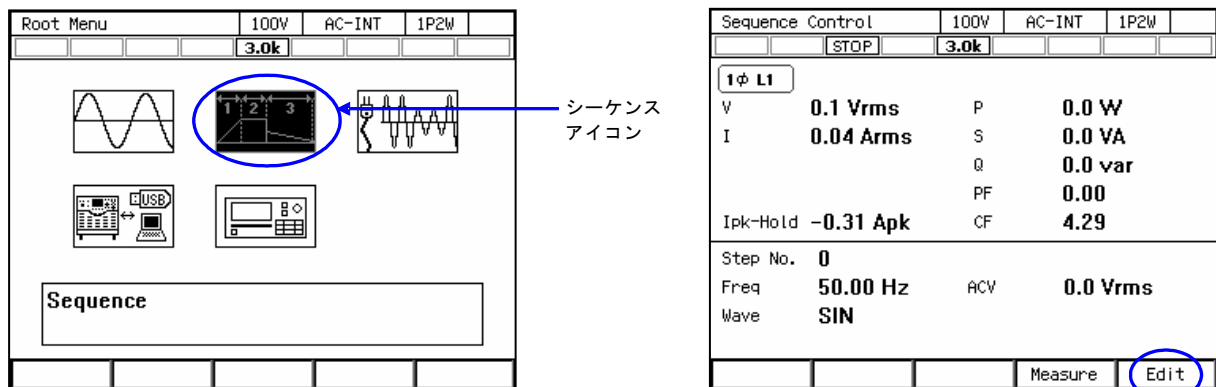 Root Menu 100V AC-INT 1P2W
3.0k
1 2 3
USB
シーケンス
アイコン
Sequence
Sequence Control 100V AC-INT 1P2W
STOP 3.0k
1ϕ L1
V 0.1 Vrms P 0.0 W
I 0.04 Arms S 0.0 VA
Q 0.0 var
PF 0.00
Ipk-Hold -0.31 Apk CF 4.29
Step No. 0
Freq 50.00 Hz ACV 0.0 Vrms
Wave SIN
Measure Edit